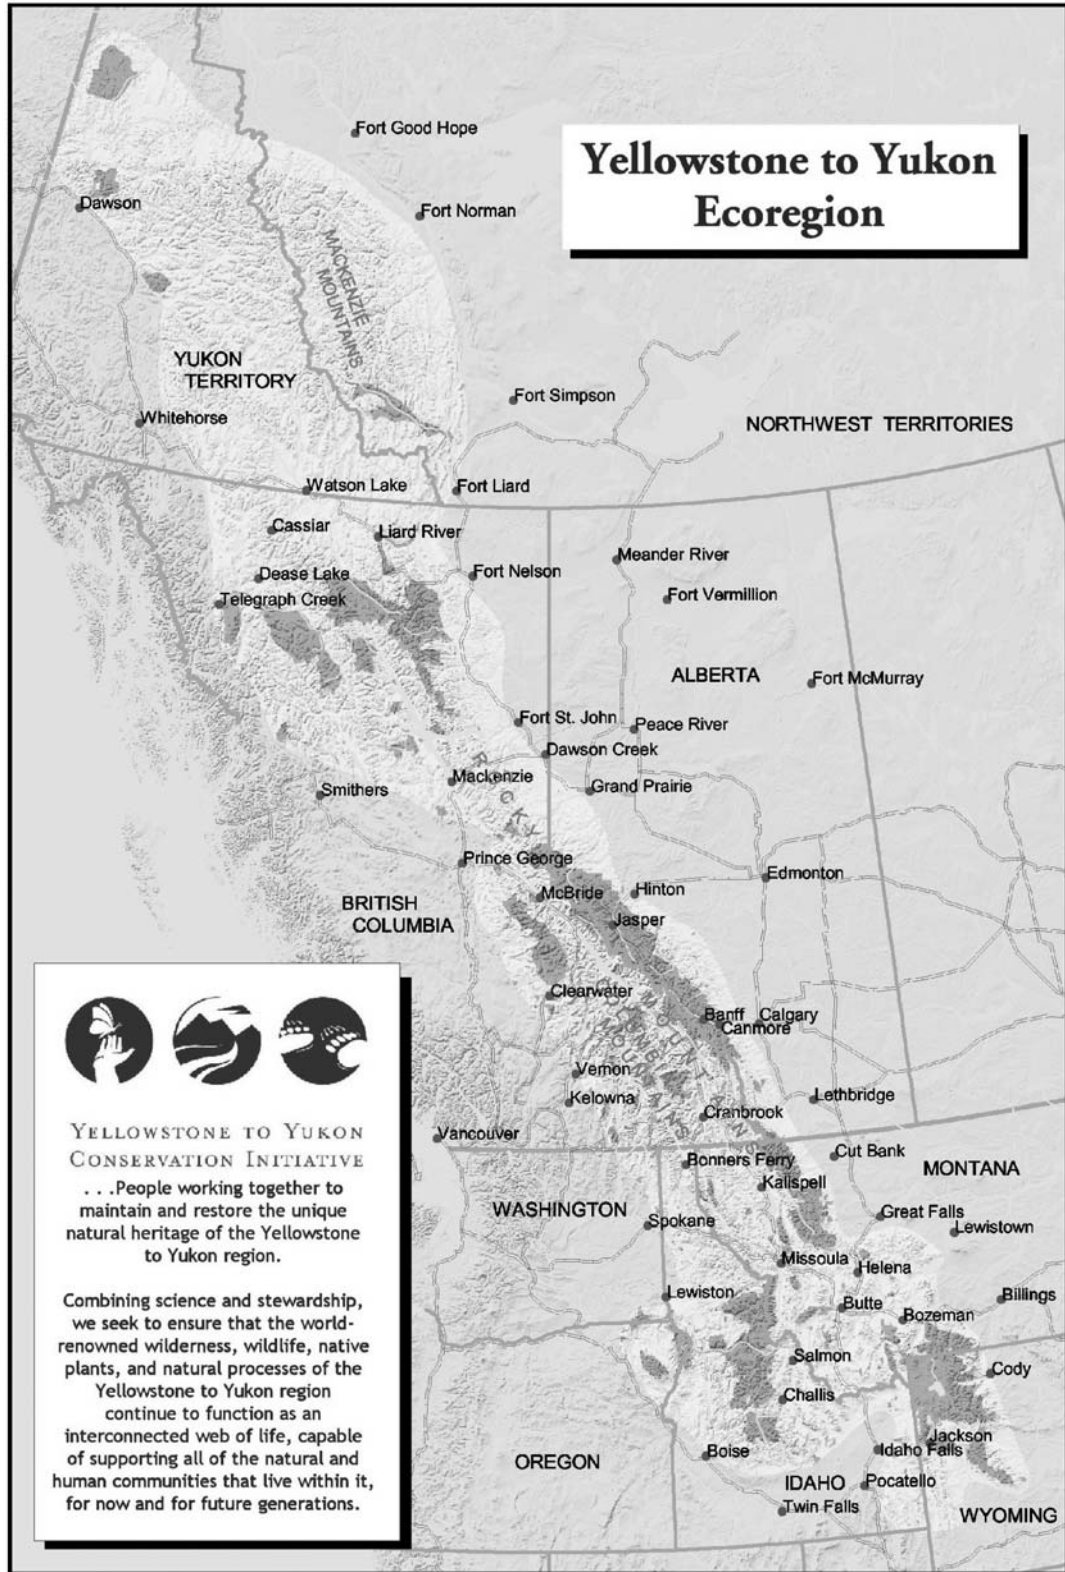 Yellowstone to Yukon
Ecoregion
Fort Good Hope
Dawson
Fort Norman
MACKENZIE
MOUNTAINS
YUKON
TERRITORY
Fort Simpson
Whitehorse
NORTHWEST TERRITORIES
Watson Lake
Fort Liard
Cassiar
Liard River
Meander River
Dease Lake
Fort Nelson
Telegraph Creek
Fort Vermillion
ALBERTA
Fort McMurray
Fort St. John
Peace River
Dawson Creek
Mackenzie
Grand Prairie
Smithers
ROCKY
MOUNTAINS
Prince George
Edmonton
McBride
Hinton
BRITISH
COLUMBIA
Jasper
Clearwater
COLUMBIA
MOUNTAINS
Banff
Calgary
Canmore
Vernon
Kelowna
Lethbridge
Cranbrook
Vancouver
Cut Bank
Bonners Ferry
MONTANA
Kalispell
WASHINGTON
Spokane
Great Falls
Lewistown
Missoula
Helena
Lewiston
Butte
Billings
Bozeman
Salmon
Cody
Challis
Jackson
Boise
Idaho Falls
OREGON
IDAHO
Pocatello
Twin Falls
WYOMING
YELLOWSTONE TO YUKON
CONSERVATION INITIATIVE
. . .People working together to
maintain and restore the unique
natural heritage of the Yellowstone
to Yukon region.
Combining science and stewardship,
we seek to ensure that the world-
renowned wilderness, wildlife, native
plants, and natural processes of the
Yellowstone to Yukon region
continue to function as an
interconnected web of life, capable
of supporting all of the natural and
human communities that live within it,
for now and for future generations.